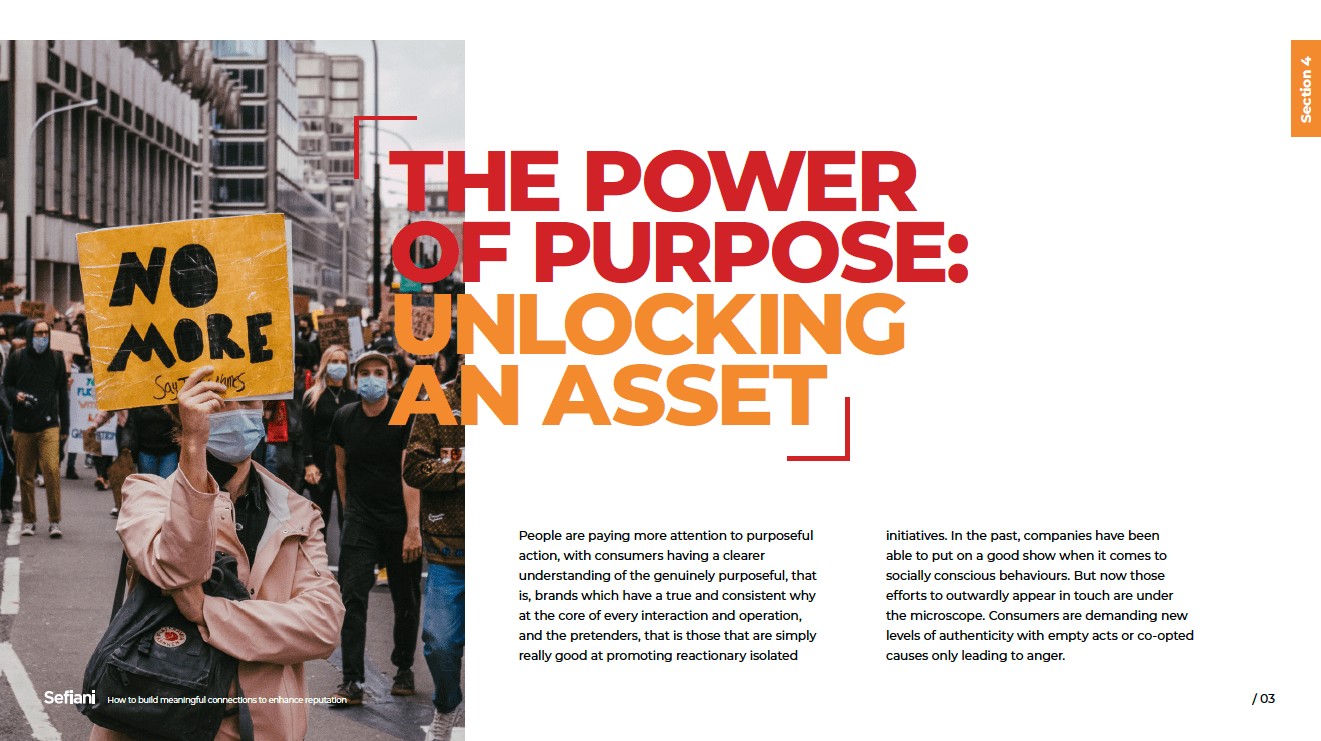 Section 4
THE POWER
OF PURPOSE:
UNLOCKING
AN ASSET
NO
MORE
Say
People are paying more attention to purposeful
action, with consumers having a clearer
understanding of the genuinely purposeful, that
is, brands which have a true and consistent why
at the core of every interaction and operation,
and the pretenders, that is those that are simply
really good at promoting reactionary isolated
initiatives. In the past, companies have been
able to put on a good show when it comes to
socially conscious behaviours. But now those
efforts to outwardly appear in touch are under
the microscope. Consumers are demanding new
levels of authenticity with empty acts or co-opted
causes only leading to anger.
Sefiani How to build meaningful connections to enhance reputation
/ 03